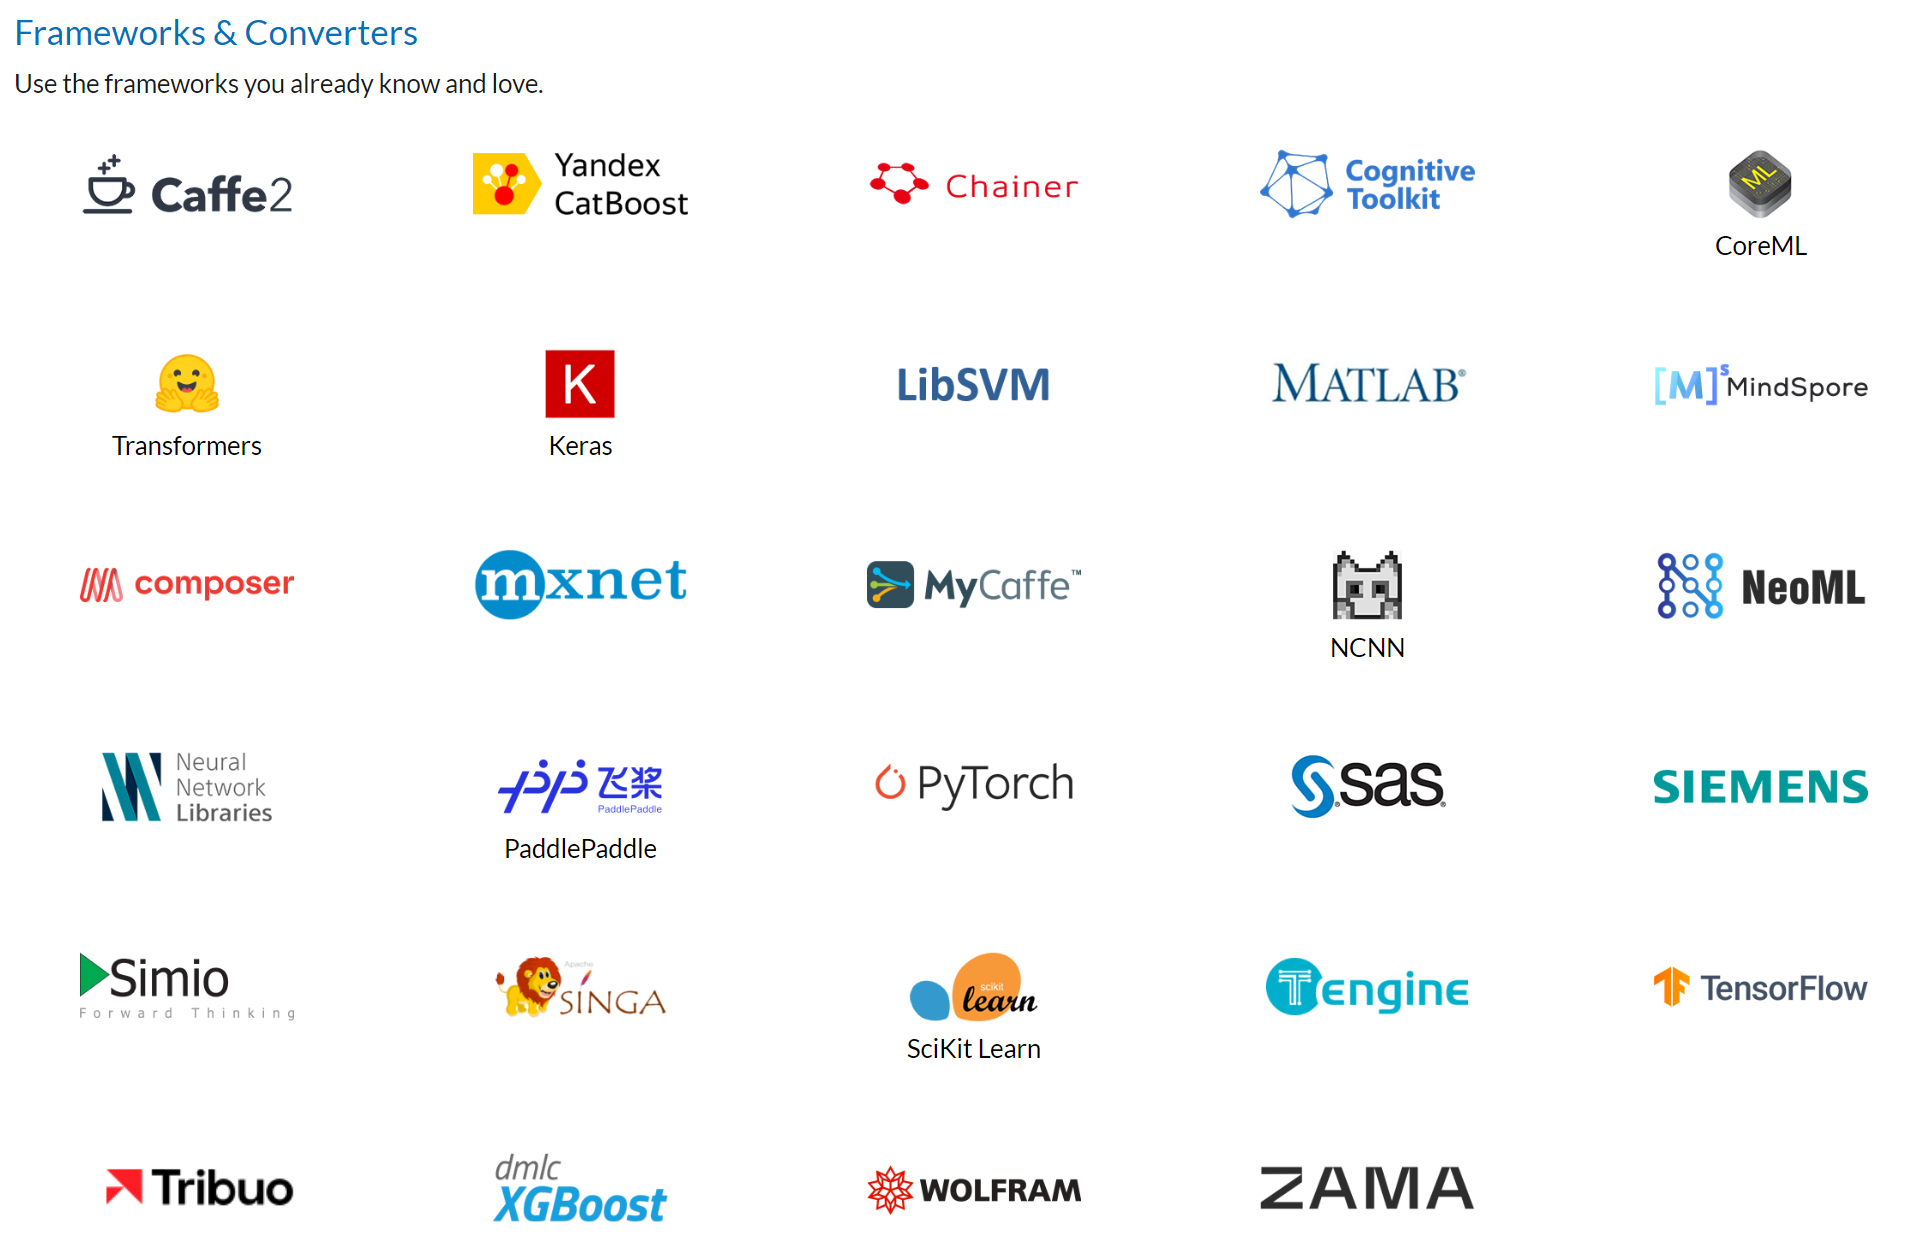 Frameworks & Converters
Use the frameworks you already know and love.
Caffe2
Yandex
CatBoost
Chainer
Cognitive
Toolkit
ML
CoreML
Transformers
K
Keras
LibSVM
MATLAB®
[M]s MindSpore
composer
mxnet
MyCaffe™
NCNN
NeoML
Neural
Network
Libraries
飞桨
PaddlePaddle
PaddlePaddle
PyTorch
sas®
SIEMENS
Simio
Forward Thinking
Apache
SINGA
scikit
learn
SciKit Learn
Tengine
TensorFlow
Tribuo
dmlc
XGBoost
WOLFRAM
ZAMA